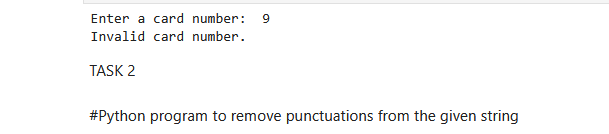 Enter a card number:  9
Invalid card number.
TASK 2
#Python program to remove punctuations from the given string